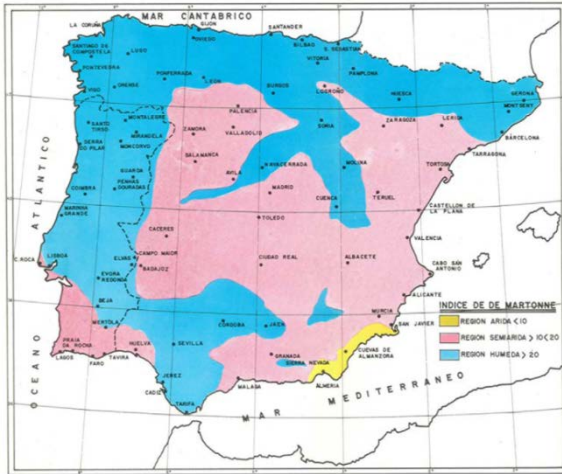 MAR CANTABRICO
LA CORUÑA
GIJON
SANTANDER
OVIEDO
BILBAO
S. SEBASTIAN
SANTIAGO DE COMPOSTELA
LUGO
VITORIA
PONTEVEDRA
PONFERRADA
LEON
PAMPLONA
VIGO
ORENSE
BURGOS
LOGROÑO
HUESCA
GERONA
MONTSENY
PALENCIA
MONTALEGRE
SANTO TIRSO
SORIA
ZAMORA
VALLADOLID
ZARAGOZA
LERIDA
MIRANDELA
BARCELONA
SERRA DO PILAR
MONCORVO
TARRAGONA
SALAMANCA
NAVACERRADA
MOLINA
TORTOSA
GUARDA
AVILA
PENHAS DOURADAS
COIMBRA
MADRID
TERUEL
CUENCA
CASTELLON DE LA PLANA
MARINHA GRANDE
TOLEDO
CACERES
VALENCIA
C. ROCA
LISBOA
ELVAS
CAMPO MAIOR
BADAJOZ
CIUDAD REAL
ALBACETE
CABO SAN ANTONIO
EVORA
REDONDA
ALICANTE
BEJA
MURCIA
INDICE DE DE MARTONNE
REGION ARIDA < 10
REGION SEMIARIDA > 10 < 20
REGION HUMEDA > 20
CORDOBA
JAEN
SAN JAVIER
MERTOLA
PRAIA DA ROCHA
HUELVA
SEVILLA
CUEVAS DE ALMANZORA
LAGOS
FARO
TAVIRA
GRANADA
SIERRA NEVADA
JEREZ
CADIZ
MALAGA
ALMERIA
TARIFA
MAR MEDITERRANEO
OCEANO ATLANTICO